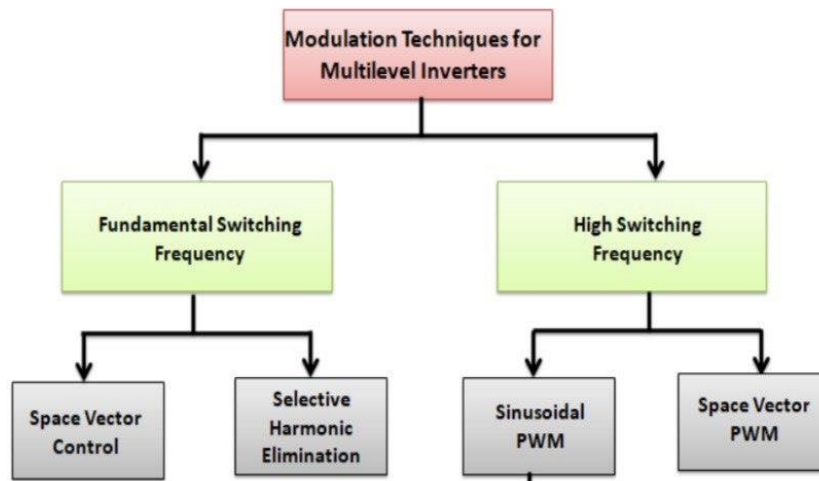 Modulation Techniques for
Multilevel Inverters
Fundamental Switching
Frequency
High Switching
Frequency
Space Vector
Control
Selective
Harmonic
Elimination
Sinusoidal
PWM
Space Vector
PWM